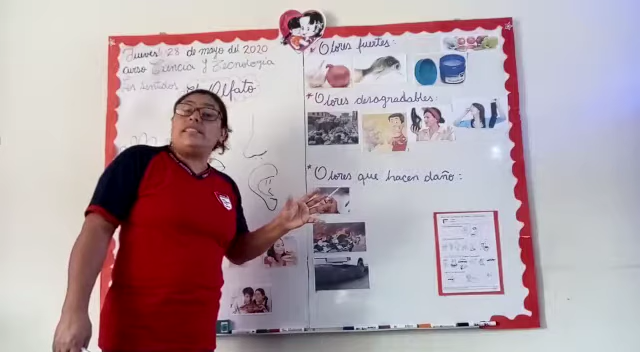 Jueves 28 de mayo del 2020
Curso Ciencia y Tecnología
Los sentidos el Olfato
* Olores fuertes:
* Olores desagradables:
* Olores que hacen daño: